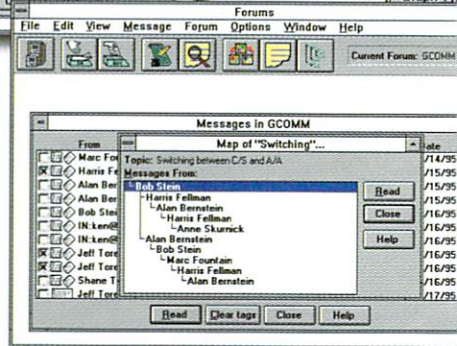 Forums
File Edit View Message Forum Options Window Help
Current Forum: GCOMM
Messages in GCOMM
From
Map of "Switching"...
Topic: Switching between C/S and A/A
Messages From:
Bob Stein
Harris Fellman
Alan Bernstein
Harris Fellman
Anne Skurnick
Alan Bernstein
Bob Stein
Marc Fountain
Harris Fellman
Alan Bernstein
Read
Close
Help
Marc Fou
Harris Fe
Alan Ber
Alan Ber
Bob Stei
IN:ken@
IN:ken@
Jeff Tore
Jeff Tore
Shane T
Jeff Tore
ate
/14/95
/15/95
/15/95
/15/95
/16/95
/16/95
/16/95
/16/95
/16/95
/16/95
/17/95
Read Clear tags Close Help